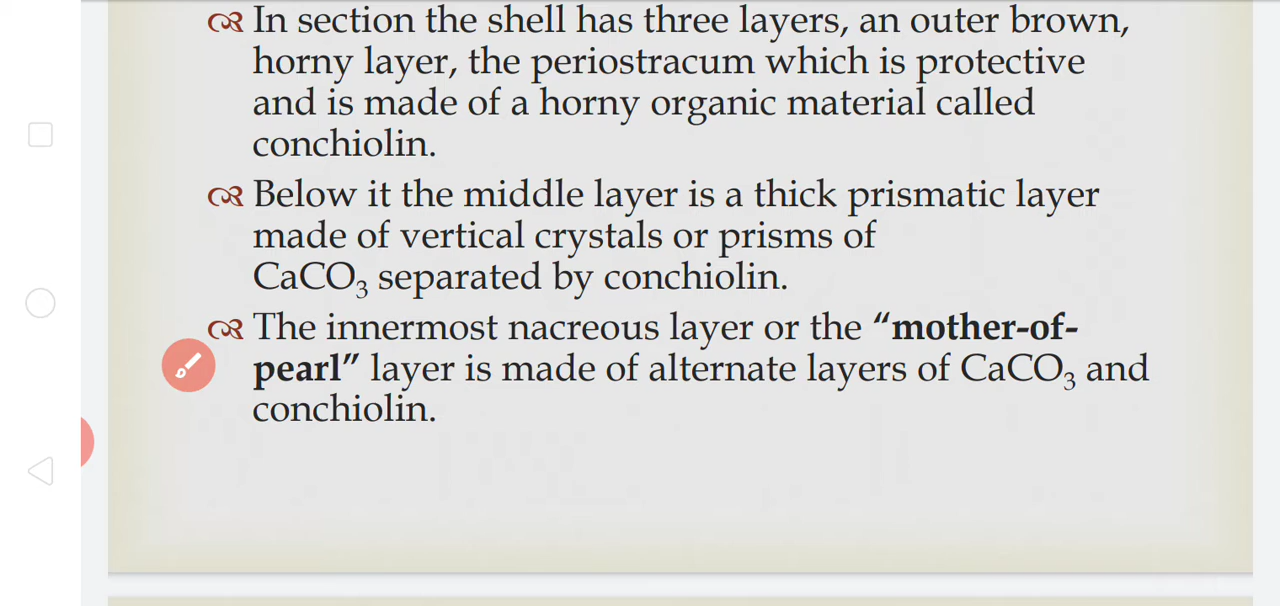 In section the shell has three layers, an outer brown,
horny layer, the periostracum which is protective
and is made of a horny organic material called
conchiolin.
Below it the middle layer is a thick prismatic layer
made of vertical crystals or prisms of
CaCO₃ separated by conchiolin.
The innermost nacreous layer or the “mother-of-
pearl” layer is made of alternate layers of CaCO₃ and
conchiolin.